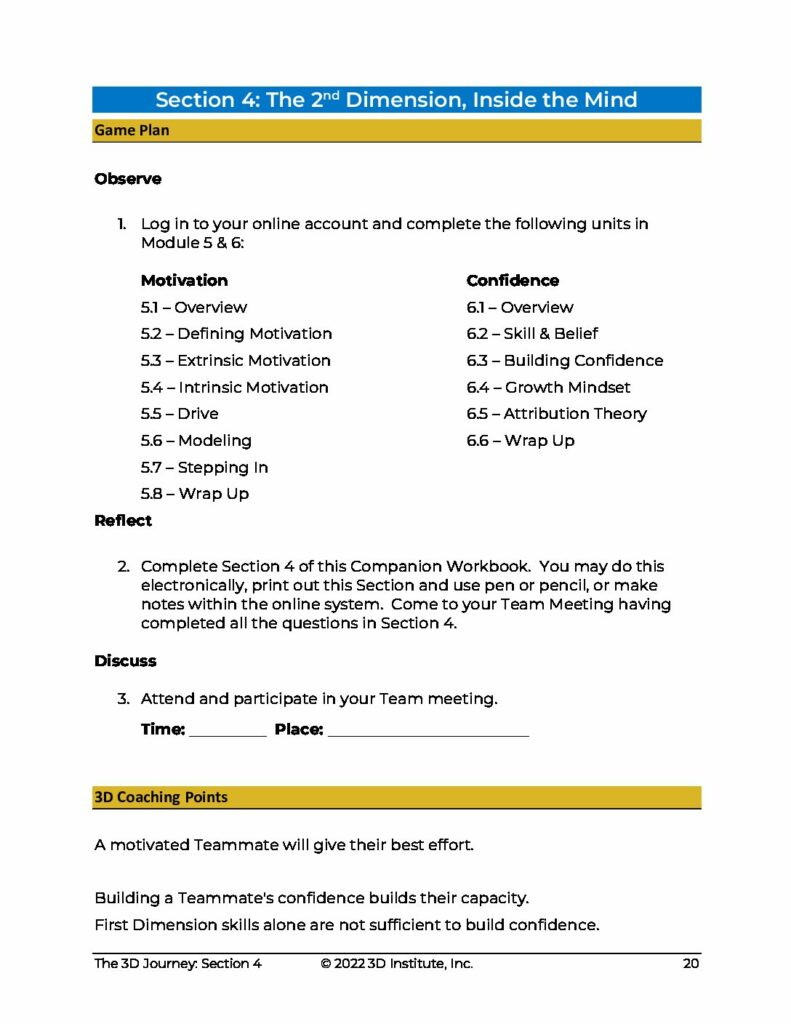 Section 4: The 2nd Dimension, Inside the Mind
Game Plan
Observe
1. Log in to your online account and complete the following units in
Module 5 & 6:
Motivation
5.1 – Overview
5.2 – Defining Motivation
5.3 – Extrinsic Motivation
5.4 – Intrinsic Motivation
5.5 – Drive
5.6 – Modeling
5.7 – Stepping In
5.8 – Wrap Up
Confidence
6.1 – Overview
6.2 – Skill & Belief
6.3 – Building Confidence
6.4 – Growth Mindset
6.5 – Attribution Theory
6.6 – Wrap Up
Reflect
2. Complete Section 4 of this Companion Workbook. You may do this
electronically, print out this Section and use pen or pencil, or make
notes within the online system. Come to your Team Meeting having
completed all the questions in Section 4.
Discuss
3. Attend and participate in your Team meeting.
Time: _________ Place: _______________________
3D Coaching Points
A motivated Teammate will give their best effort.
Building a Teammate's confidence builds their capacity.
First Dimension skills alone are not sufficient to build confidence.
The 3D Journey: Section 4 © 2022 3D Institute, Inc. 20